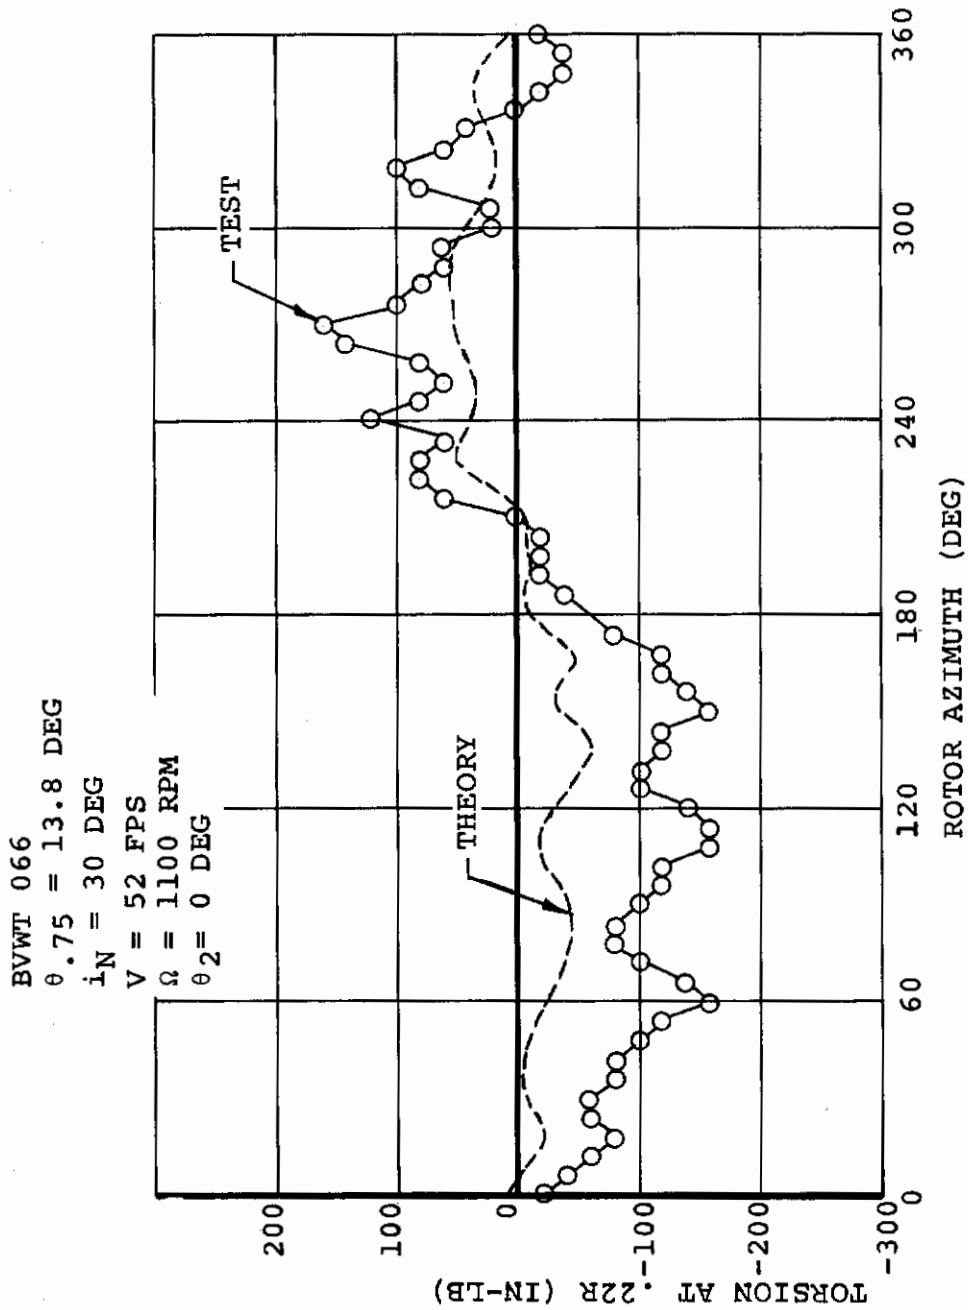 BVWT 066
θ.75 = 13.8 DEG
iN = 30 DEG
V = 52 FPS
Ω = 1100 RPM
θ2= 0 DEG
TEST
THEORY
200
100
0
-100
-200
-300
TORSION AT .22R (IN-LB)
0
60
120
180
240
300
360
ROTOR AZIMUTH (DEG)